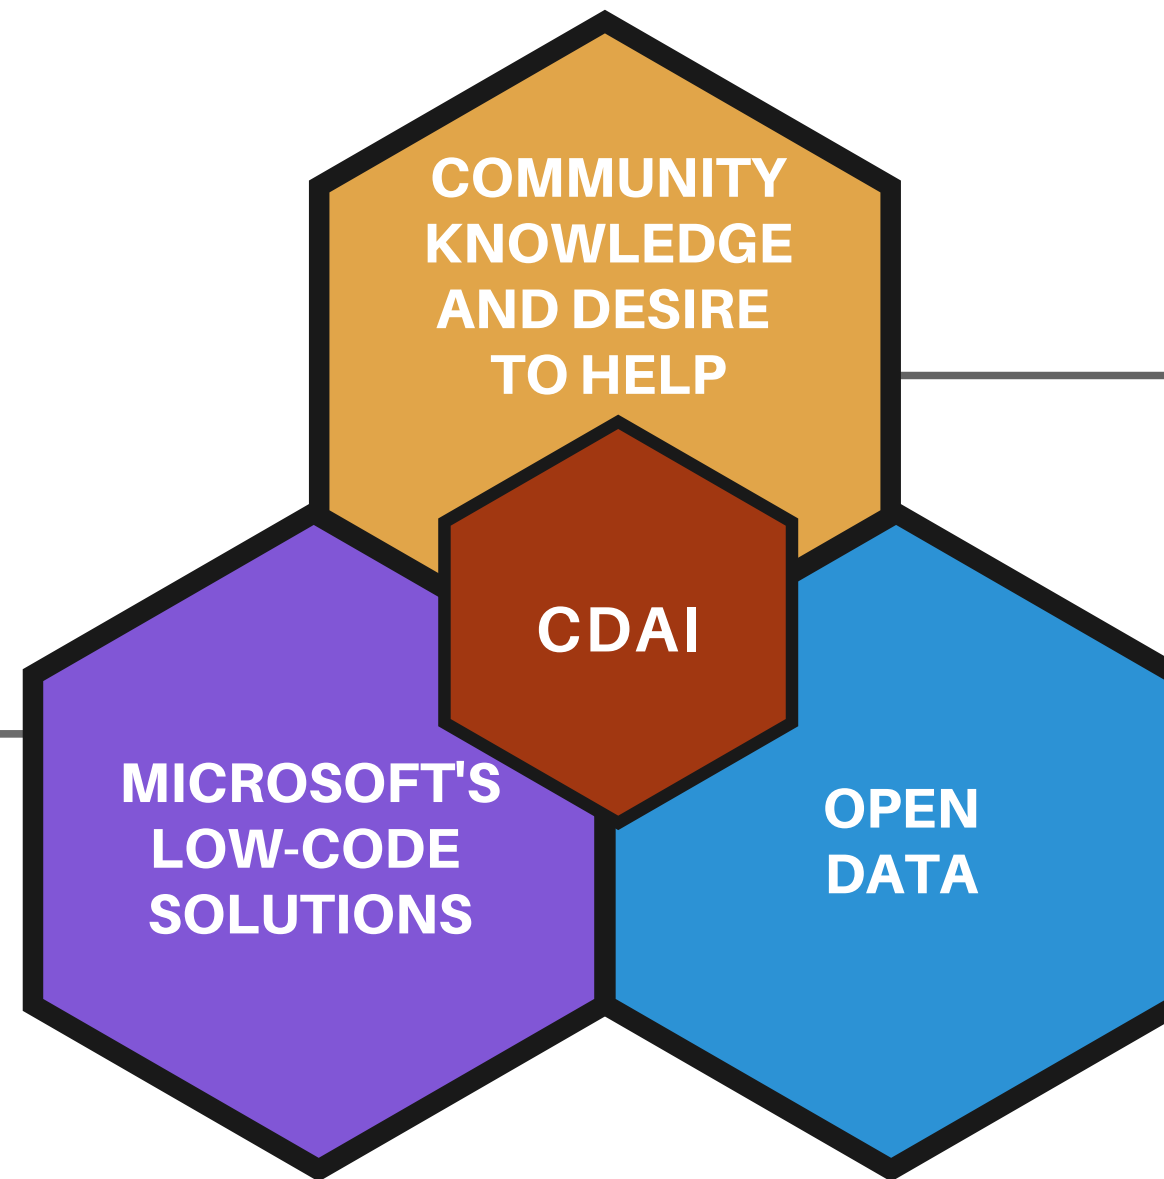 COMMUNITY
KNOWLEDGE
AND DESIRE
TO HELP
CDAI
MICROSOFT'S
LOW-CODE
SOLUTIONS
OPEN
DATA